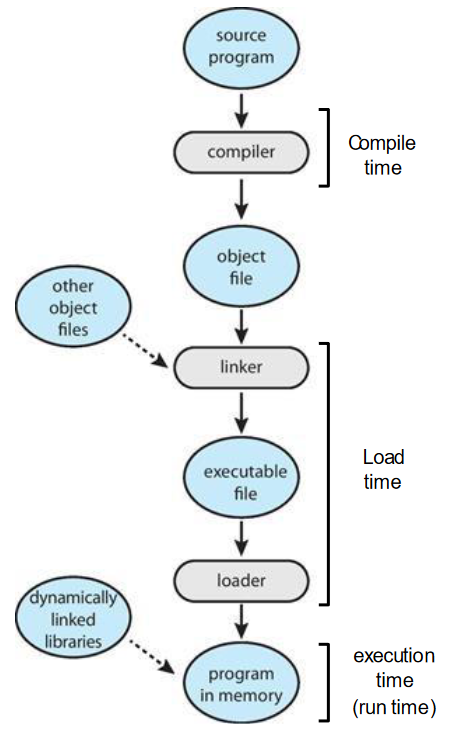 source
program
compiler
Compile
time
object
file
other
object
files
linker
executable
file
Load
time
loader
dynamically
linked
libraries
program
in memory
execution
time
(run time)